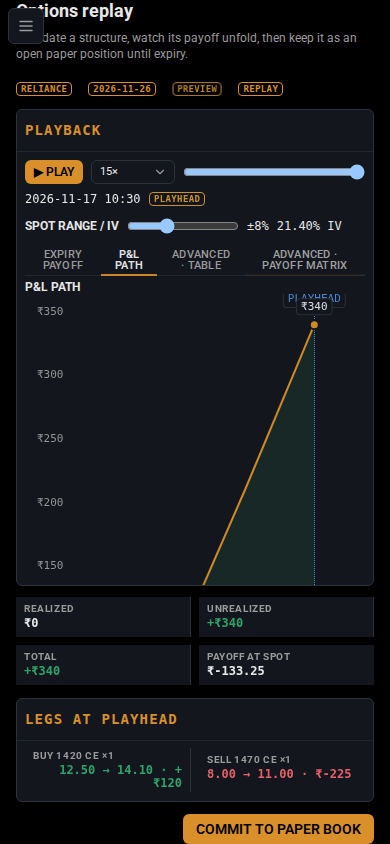 Options replay
date a structure, watch its payoff unfold, then keep it as an
open paper position until expiry.
RELIANCE 2026-11-26 PREVIEW REPLAY
PLAYBACK
▶ PLAY 15×
2026-11-17 10:30 PLAYHEAD
SPOT RANGE / IV ±8% 21.40% IV
EXPIRY PAYOFF
P&L PATH
ADVANCED · TABLE
ADVANCED · PAYOFF MATRIX
P&L PATH
PLAYHEAD
₹340
₹350
₹300
₹250
₹200
₹150
REALIZED
₹0
UNREALIZED
+₹340
TOTAL
+₹340
PAYOFF AT SPOT
₹-133.25
LEGS AT PLAYHEAD
BUY 1420 CE ×1
12.50 → 14.10 · +
₹120
SELL 1470 CE ×1
8.00 → 11.00 · ₹-225
COMMIT TO PAPER BOOK